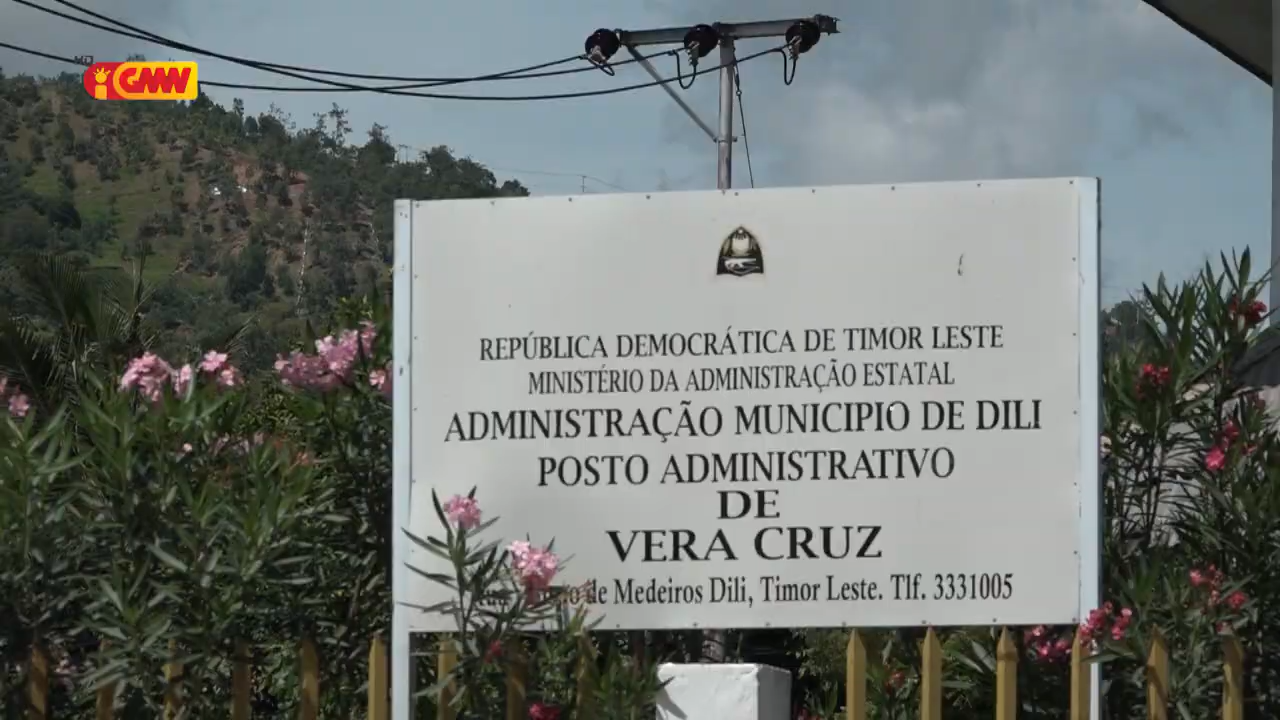 GMN
REPÚBLICA DEMOCRÁTICA DE TIMOR LESTE
MINISTÉRIO DA ADMINISTRAÇÃO ESTATAL
ADMINISTRAÇÃO MUNICIPIO DE DILI
POSTO ADMINISTRATIVO
DE
VERA CRUZ
de Medeiros Dili, Timor Leste. Tlf. 3331005